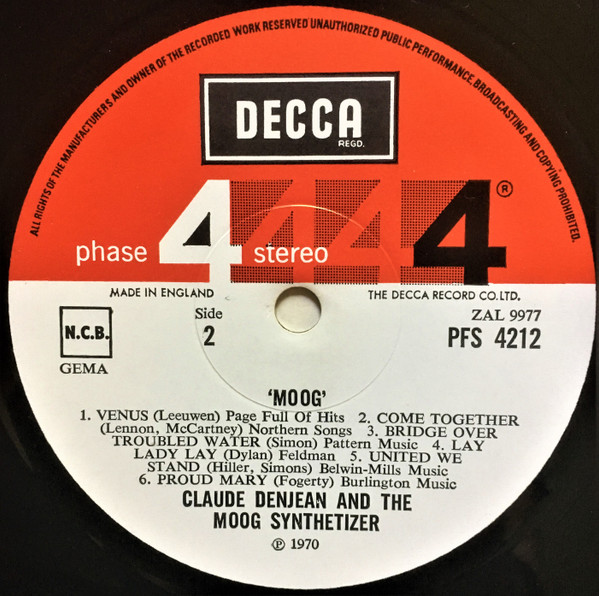 ALL RIGHTS OF THE MANUFACTURERS AND OWNER OF THE RECORDED WORK RESERVED UNAUTHORIZED PUBLIC PERFORMANCE, BROADCASTING AND COPYING PROHIBITED.
DECCA
REGD.
phase 4 stereo 4 4 4 ®
MADE IN ENGLAND
THE DECCA RECORD CO. LTD.
N.C.B.
GEMA
Side
2
ZAL 9977
PFS 4212
'MOOG'
1. VENUS (Leeuwen) Page Full Of Hits 2. COME TOGETHER
(Lennon, McCartney) Northern Songs 3. BRIDGE OVER
TROUBLED WATER (Simon) Pattern Music 4. LAY
LADY LAY (Dylan) Feldman 5. UNITED WE
STAND (Hiller, Simons) Belwin-Mills Music
6. PROUD MARY (Fogerty) Burlington Music
CLAUDE DENJEAN AND THE
MOOG SYNTHETIZER
℗ 1970